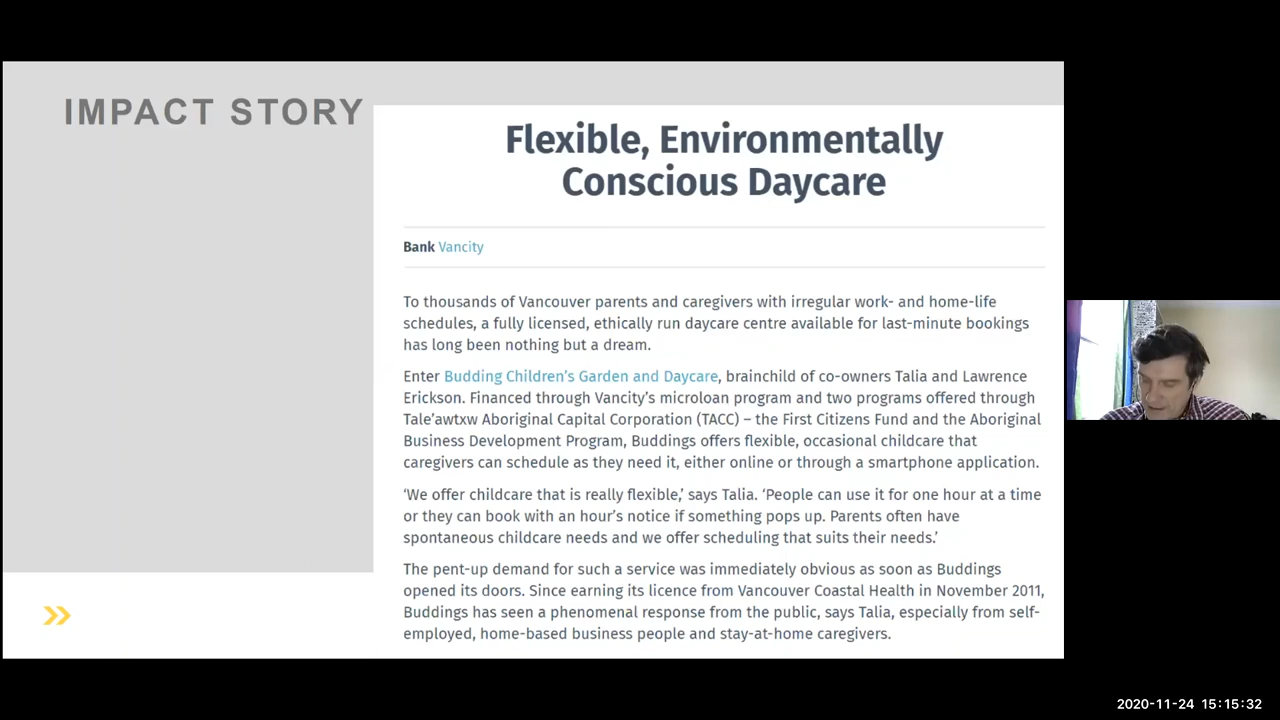 IMPACT STORY
Flexible, Environmentally
Conscious Daycare
Bank Vancity
To thousands of Vancouver parents and caregivers with irregular work- and home-life
schedules, a fully licensed, ethically run daycare centre available for last-minute bookings
has long been nothing but a dream.
Enter Budding Children’s Garden and Daycare, brainchild of co-owners Talia and Lawrence
Erickson. Financed through Vancity’s microloan program and two programs offered through
Tale’awtxw Aboriginal Capital Corporation (TACC) – the First Citizens Fund and the Aboriginal
Business Development Program, Buddings offers flexible, occasional childcare that
caregivers can schedule as they need it, either online or through a smartphone application.
‘We offer childcare that is really flexible,’ says Talia. ‘People can use it for one hour at a time
or they can book with an hour’s notice if something pops up. Parents often have
spontaneous childcare needs and we offer scheduling that suits their needs.’
The pent-up demand for such a service was immediately obvious as soon as Buddings
opened its doors. Since earning its licence from Vancouver Coastal Health in November 2011,
Buddings has seen a phenomenal response from the public, says Talia, especially from self-
employed, home-based business people and stay-at-home caregivers.
2020-11-24 15:15:32